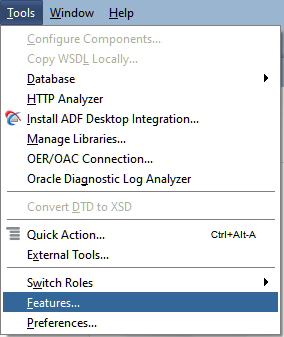 Tools Window Help
Configure Components...
Copy WSDL Locally...
Database
HTTP Analyzer
Install ADF Desktop Integration...
Manage Libraries...
OER/OAC Connection...
Oracle Diagnostic Log Analyzer
Convert DTD to XSD
Quick Action... Ctrl+Alt-A
External Tools...
Switch Roles
Features...
Preferences...